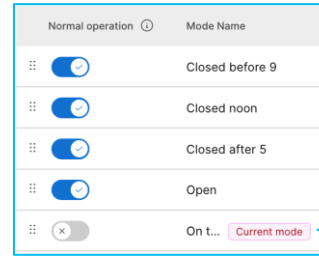 Normal operation Mode Name
Closed before 9
Closed noon
Closed after 5
Open
On t... Current mode